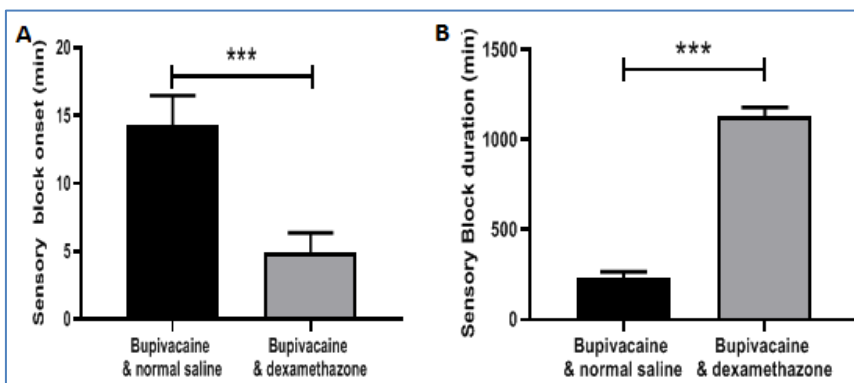 A
Sensory block onset (min)
20
15
10
5
0
***
Bupivacaine
& normal saline
Bupivacaine
& dexamethazone
B
Sensory Block duration (min)
1500
1000
500
0
***
Bupivacaine
& normal saline
Bupivacaine
& dexamethazone